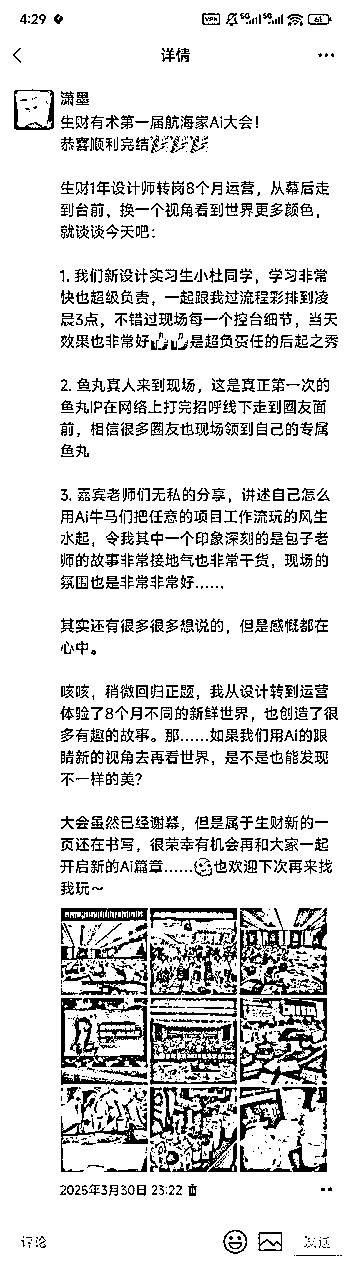 4:29
VPN 5G 5G 61
详情
潇墨
生财有术第一届航海家Ai大会!
恭喜顺利完结🎉🎉🎉
生财1年设计师转岗8个月运营，从幕后走
到台前，换一个视角看到世界更多颜色，
就谈谈今天吧：
1. 我们新设计实习生小杜同学，学习非常
快也超级负责，一起跟我过流程彩排到凌
晨3点，不错过现场每一个控台细节，当天
效果也非常好👍👍是超负责任的后起之秀
2. 鱼丸真人来到现场，这是真正第一次的
鱼丸IP在网络上打完招呼线下走到圈友面
前，相信很多圈友也现场领到自己的专属
鱼丸
3. 嘉宾老师们无私的分享，讲述自己怎么
用Ai牛马们把任意的项目工作流玩的风生
水起，令我其中一个印象深刻的是包子老
师的故事非常接地气也非常干货，现场的
氛围也是非常非常好……
其实还有很多很多想说的，但是感慨都在
心中。
咳咳，稍微回归正题，我从设计转到运营
体验了8个月不同的新鲜世界，也创造了很
多有趣的故事。那……如果我们用Ai的眼
睛新的视角去再看世界，是不是也能发现
不一样的美?
大会虽然已经谢幕，但是属于生财新的一
页还在书写，很荣幸有机会再和大家一起
开启新的Ai篇章……也欢迎下次再来找
我玩～
2025年3月30日 23:22
评论
发送